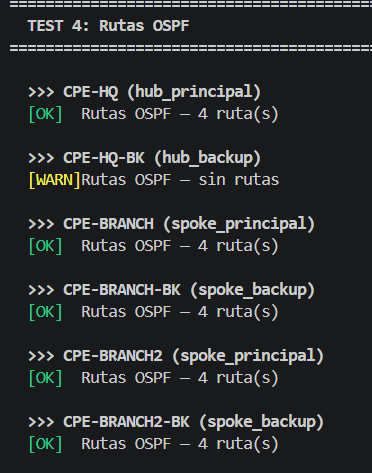 ==========================================
TEST 4: Rutas OSPF
==========================================
>>> CPE-HQ (hub_principal)
[OK]  Rutas OSPF — 4 ruta(s)
>>> CPE-HQ-BK (hub_backup)
[WARN]Rutas OSPF — sin rutas
>>> CPE-BRANCH (spoke_principal)
[OK]  Rutas OSPF — 4 ruta(s)
>>> CPE-BRANCH-BK (spoke_backup)
[OK]  Rutas OSPF — 4 ruta(s)
>>> CPE-BRANCH2 (spoke_principal)
[OK]  Rutas OSPF — 4 ruta(s)
>>> CPE-BRANCH2-BK (spoke_backup)
[OK]  Rutas OSPF — 4 ruta(s)